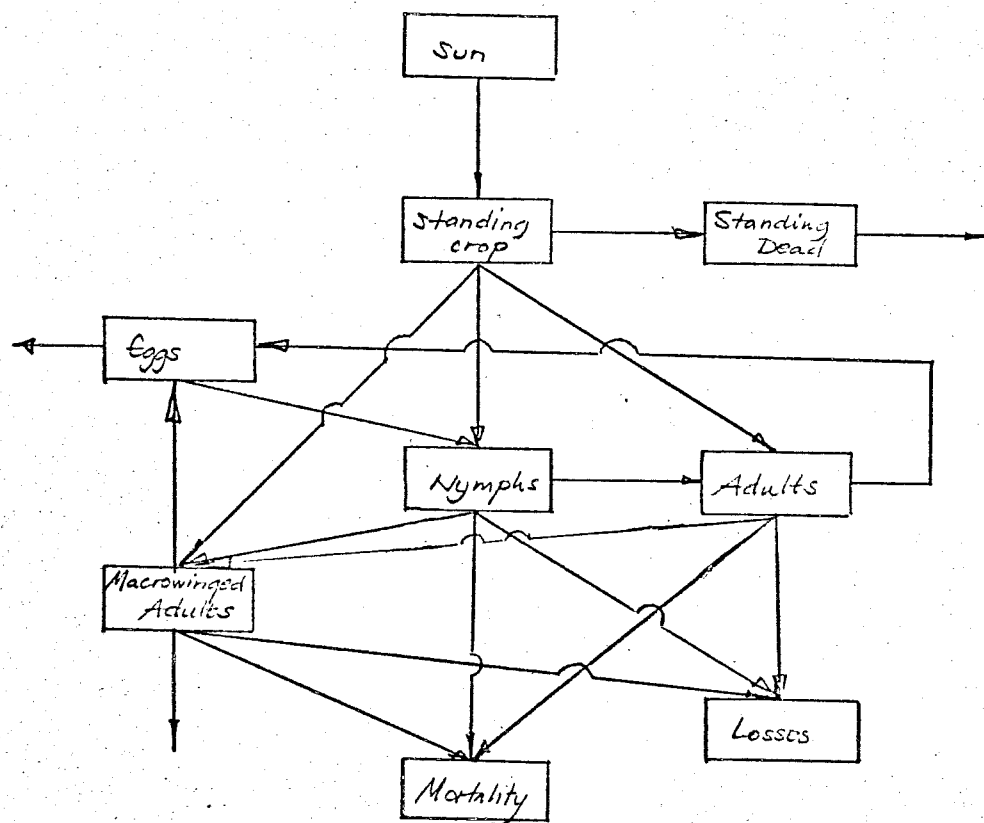 Sun
Standing
crop
Standing
Dead
Eggs
Nymphs
Adults
Macrowinged
Adults
Losses
Mortality